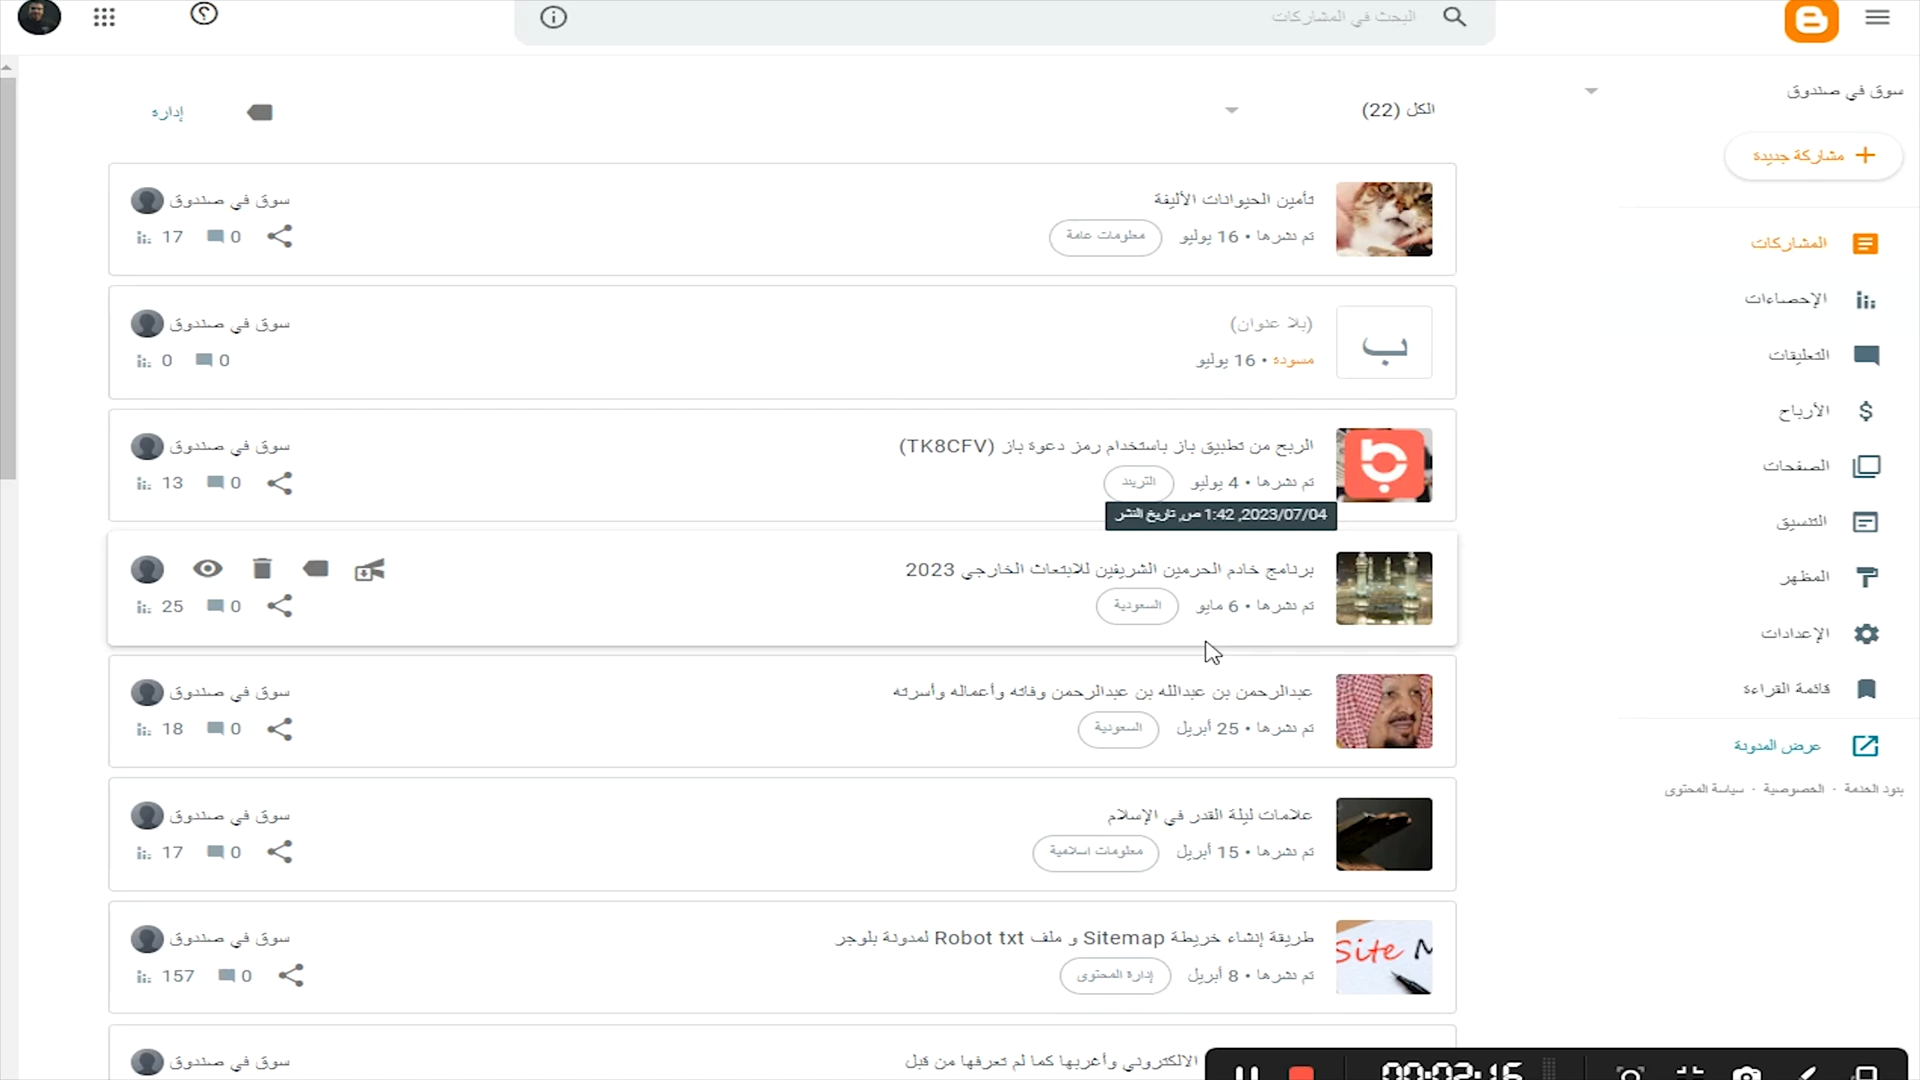 البحث في المشاركات
سوق في صندوق
مشاركة جديدة
المشاركات
الإحصاءات
التعليقات
الأرباح
الصفحات
التنسيق
المظهر
الإعدادات
قائمة القراءة
عرض المدونة
بنود الخدمة · الخصوصية · سياسة المحتوى
الكل (22)
إدارة
تأمين الحيوانات الأليفة
سوق في صندوق
تم نشرها • 16 يوليو معلومات عامة
0 17
(بلا عنوان)
ب
سوق في صندوق
مسودة • 16 يوليو
0 0
الربح من تطبيق باز باستخدام رمز دعوة باز (TK8CFV)
سوق في صندوق
تم نشرها • 4 يوليو التريند
0 13
2023/07/04, 1:42 ص, تاريخ النشر
برنامج خادم الحرمين الشريفين للابتعاث الخارجي 2023
تم نشرها • 6 مايو السعودية
0 25
عبدالرحمن بن عبدالله بن عبدالرحمن وفاته وأعماله وأسرته
سوق في صندوق
تم نشرها • 25 أبريل السعودية
0 18
علامات ليلة القدر في الإسلام
سوق في صندوق
تم نشرها • 15 أبريل معلومات اسلامية
0 17
طريقة إنشاء خريطة Sitemap و ملف Robot txt لمدونة بلوجر
سوق في صندوق
Site M
تم نشرها • 8 أبريل إدارة المحتوى
0 157
الالكتروني وأغربها كما لم تعرفها من قبل
سوق في صندوق
00:02:16